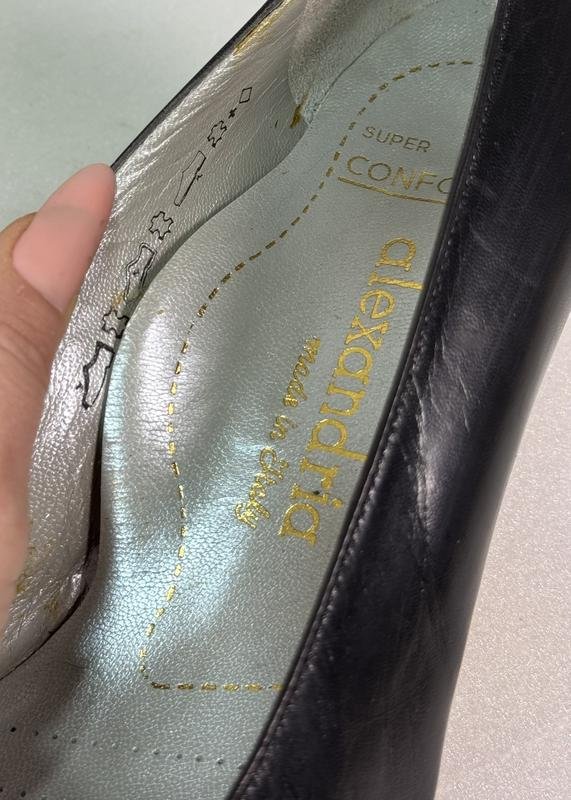 SUPER
CONFO
alexandria
made in Italy